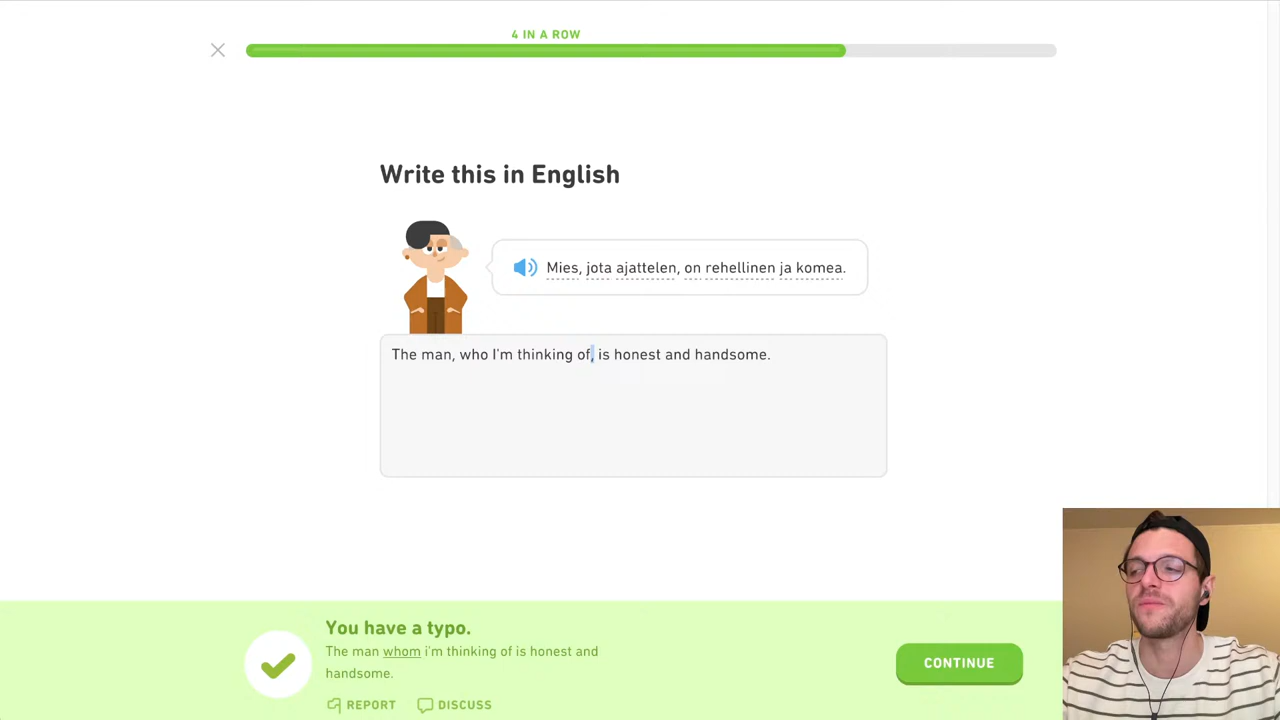 4 IN A ROW
Write this in English
Mies, jota ajattelen, on rehellinen ja komea.
The man, who I'm thinking of, is honest and handsome.
You have a typo.
The man whom i'm thinking of is honest and
handsome.
CONTINUE
REPORT DISCUSS